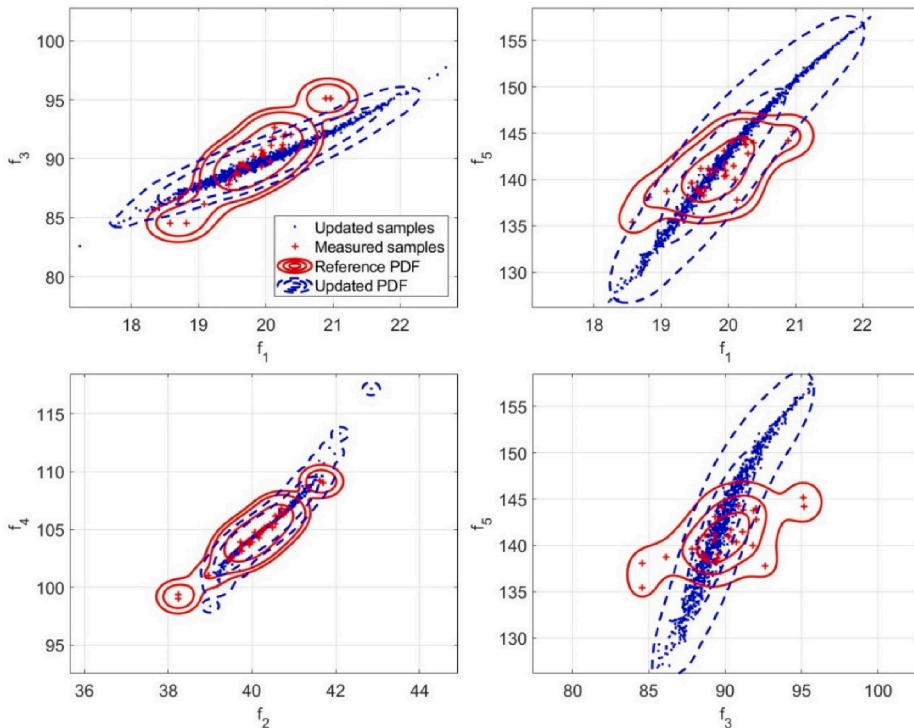 100
95
90
85
80
f3
18 19 20 21 22
f1
Updated samples
Measured samples
Reference PDF
Updated PDF
155
150
145
140
135
130
f5
18 19 20 21 22
f1
115
110
105
100
95
f4
36 38 40 42 44
f2
155
150
145
140
135
130
f5
80 85 90 95 100
f3